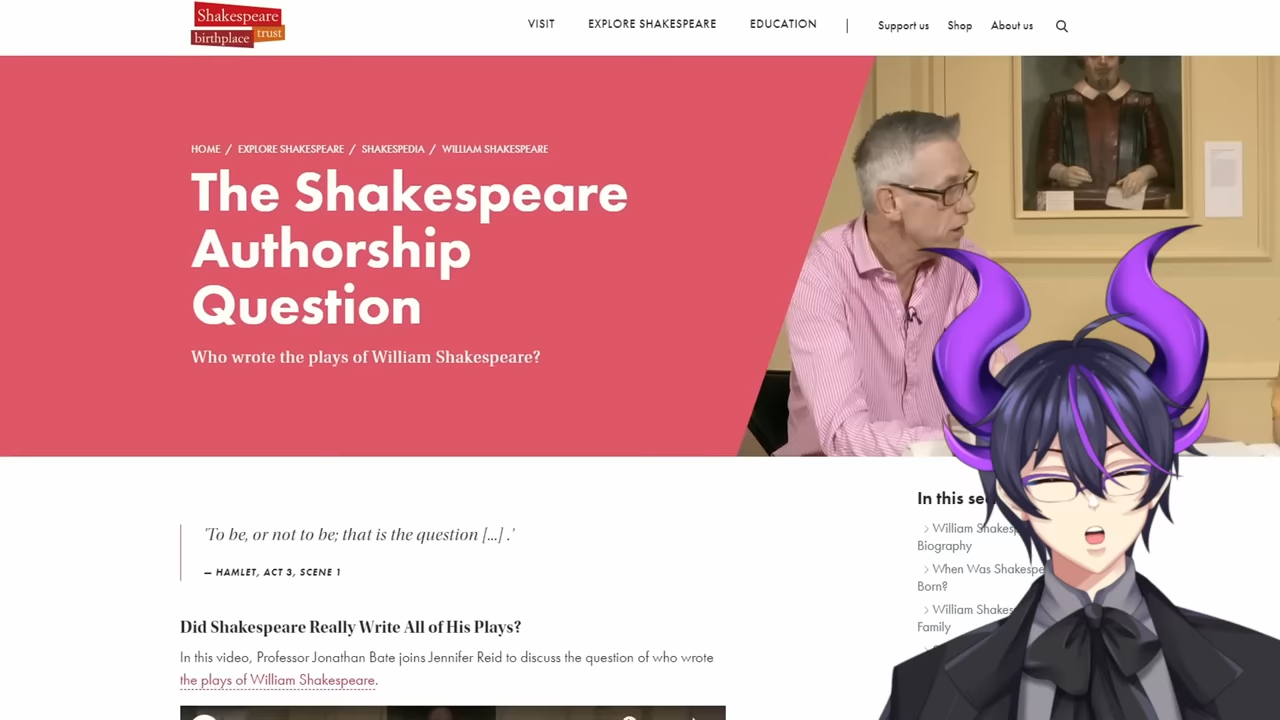 Shakespeare
birthplace trust
VISIT EXPLORE SHAKESPEARE EDUCATION | Support us Shop About us
HOME / EXPLORE SHAKESPEARE / SHAKESPEDIA / WILLIAM SHAKESPEARE
The Shakespeare
Authorship
Question
Who wrote the plays of William Shakespeare?
'To be, or not to be; that is the question [...] .'
— HAMLET, ACT 3, SCENE 1
Did Shakespeare Really Write All of His Plays?
In this video, Professor Jonathan Bate joins Jennifer Reid to discuss the question of who wrote
the plays of William Shakespeare.
In this
William
Biography
When Was
Born?
William
Family